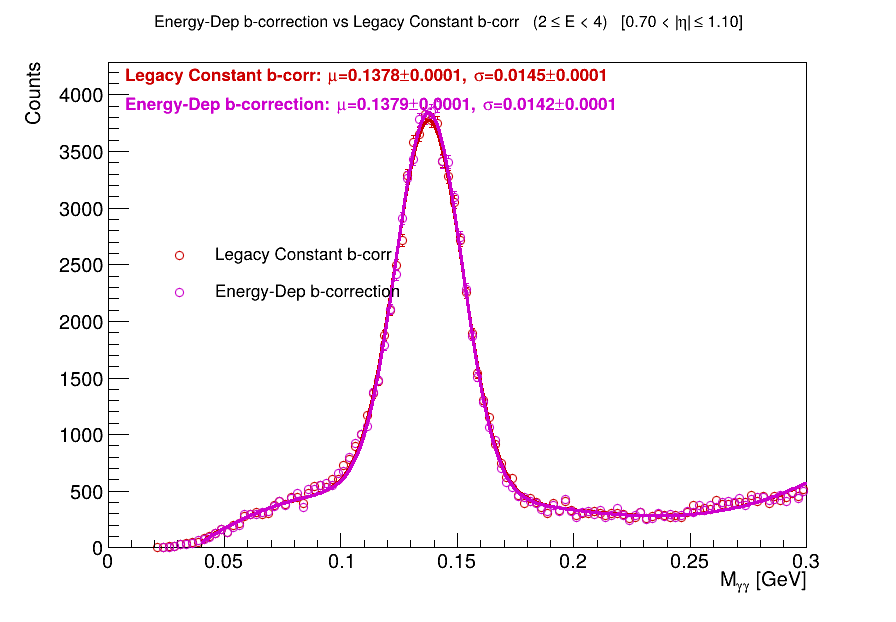 Energy-Dep b-correction vs Legacy Constant b-corr (2 ≤ E < 4) [0.70 < |η| ≤ 1.10]
Counts
Legacy Constant b-corr: μ=0.1378±0.0001, σ=0.0145±0.0001
Energy-Dep b-correction: μ=0.1379±0.0001, σ=0.0142±0.0001
4000
3500
3000
2500
2000
1500
1000
500
0
Legacy Constant b-corr
Energy-Dep b-correction
0 0.05 0.1 0.15 0.2 0.25 0.3
Mγγ [GeV]